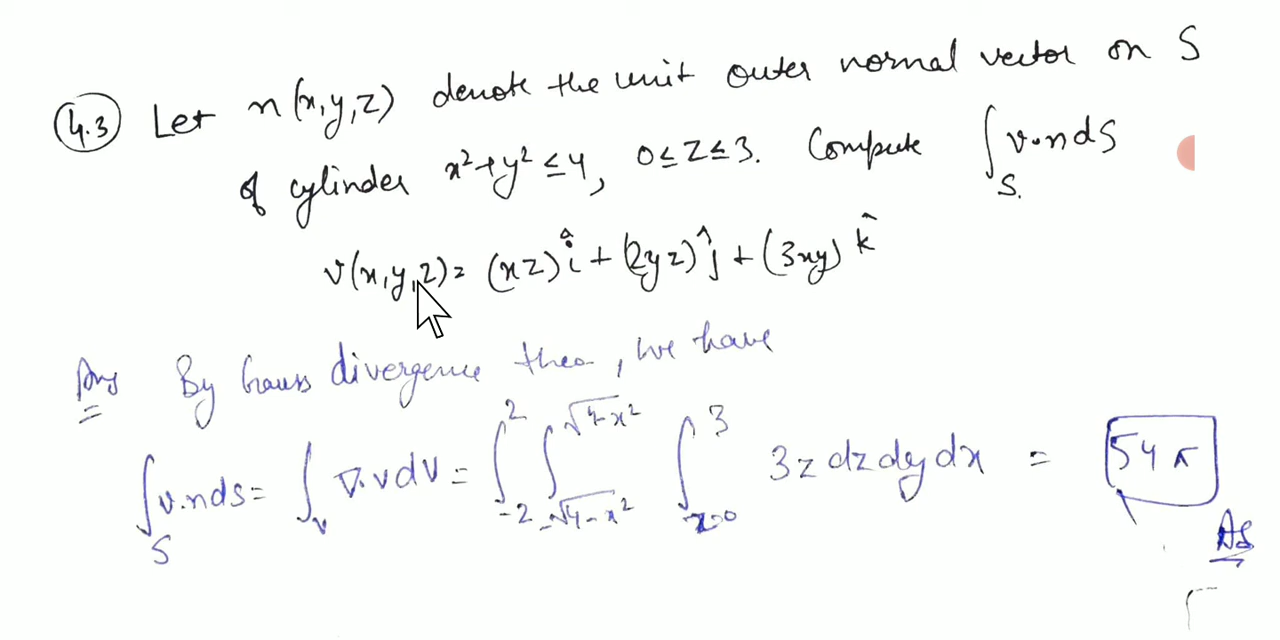 4.3 Let n(x,y,z) denote the unit outer normal vector on S
of cylinder x²+y² ≤ 4, 0 ≤ z ≤ 3. Compute ∫_S v·n dS
v(x,y,z) = (xz) î + (2yz) ĵ + (3xy) k̂
Ans By Gauss divergence theo, we have
∫_S v·n dS = ∫_V ∇·v dV = ∫_{-2}^{2} ∫_{-√4-x²}^{√4-x²} ∫_{z=0}^{3} 3z dz dy dx = 54π